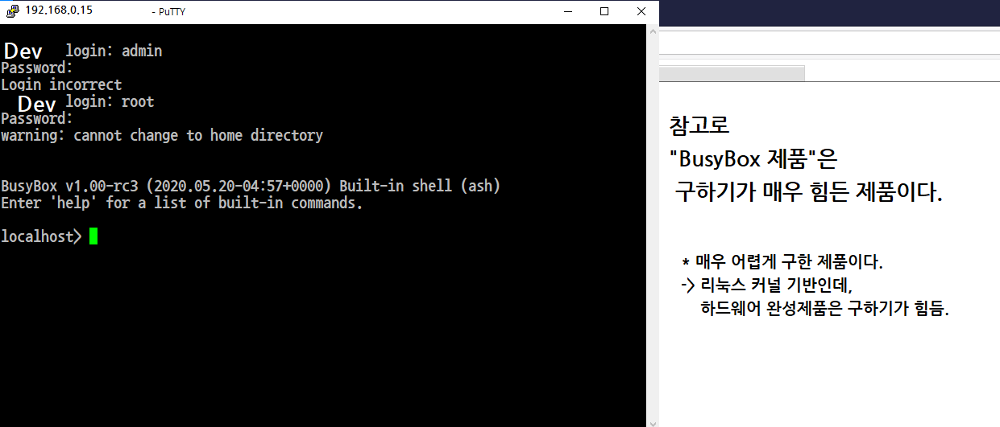 192.168.0.15 - PuTTY
Dev login: admin
Password:
Login incorrect
Dev login: root
Password:
warning: cannot change to home directory
BusyBox v1.00-rc3 (2020.05.20-04:57+0000) Built-in shell (ash)
Enter 'help' for a list of built-in commands.
localhost>
참고로
"BusyBox 제품"은
구하기가 매우 힘든 제품이다.
* 매우 어렵게 구한 제품이다.
-> 리눅스 커널 기반인데,
하드웨어 완성제품은 구하기가 힘듬.